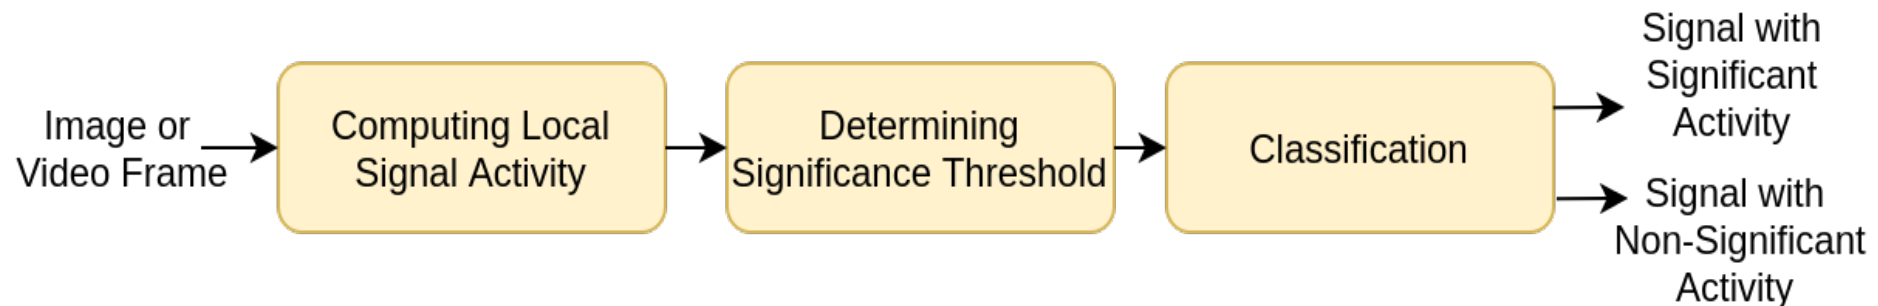 Image or
Video Frame
Computing Local
Signal Activity
Determining
Significance Threshold
Classification
Signal with
Significant
Activity
Signal with
Non-Significant
Activity